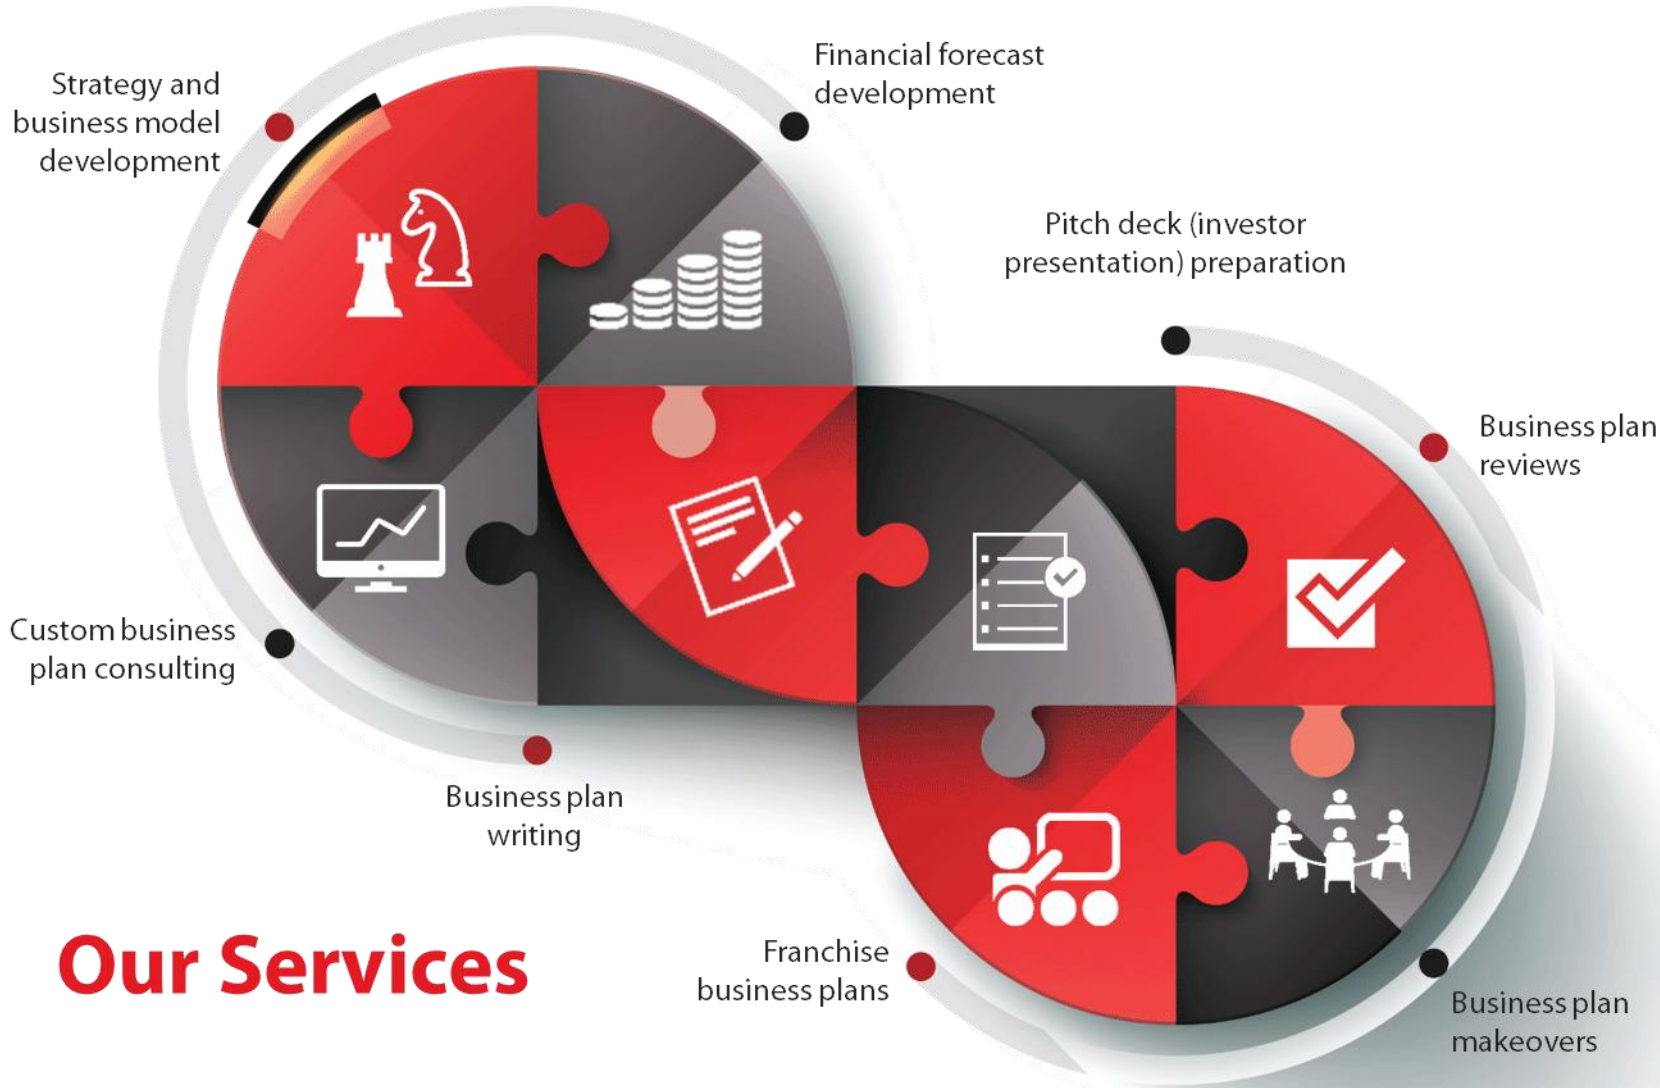 Strategy and
business model
development
Financial forecast
development
Pitch deck (investor
presentation) preparation
Business plan
reviews
Custom business
plan consulting
Business plan
writing
Our Services
Franchise
business plans
Business plan
makeovers